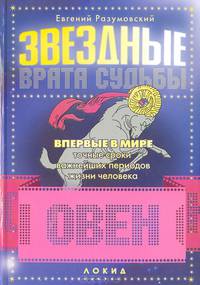 Евгений Разумовский
ЗВЕЗДНЫЕ
ВРАТА СУДЬБЫ
ВПЕРВЫЕ В МИРЕ
точные сроки
важнейших периодов
жизни человека
ОВЕН
ЛОКИД